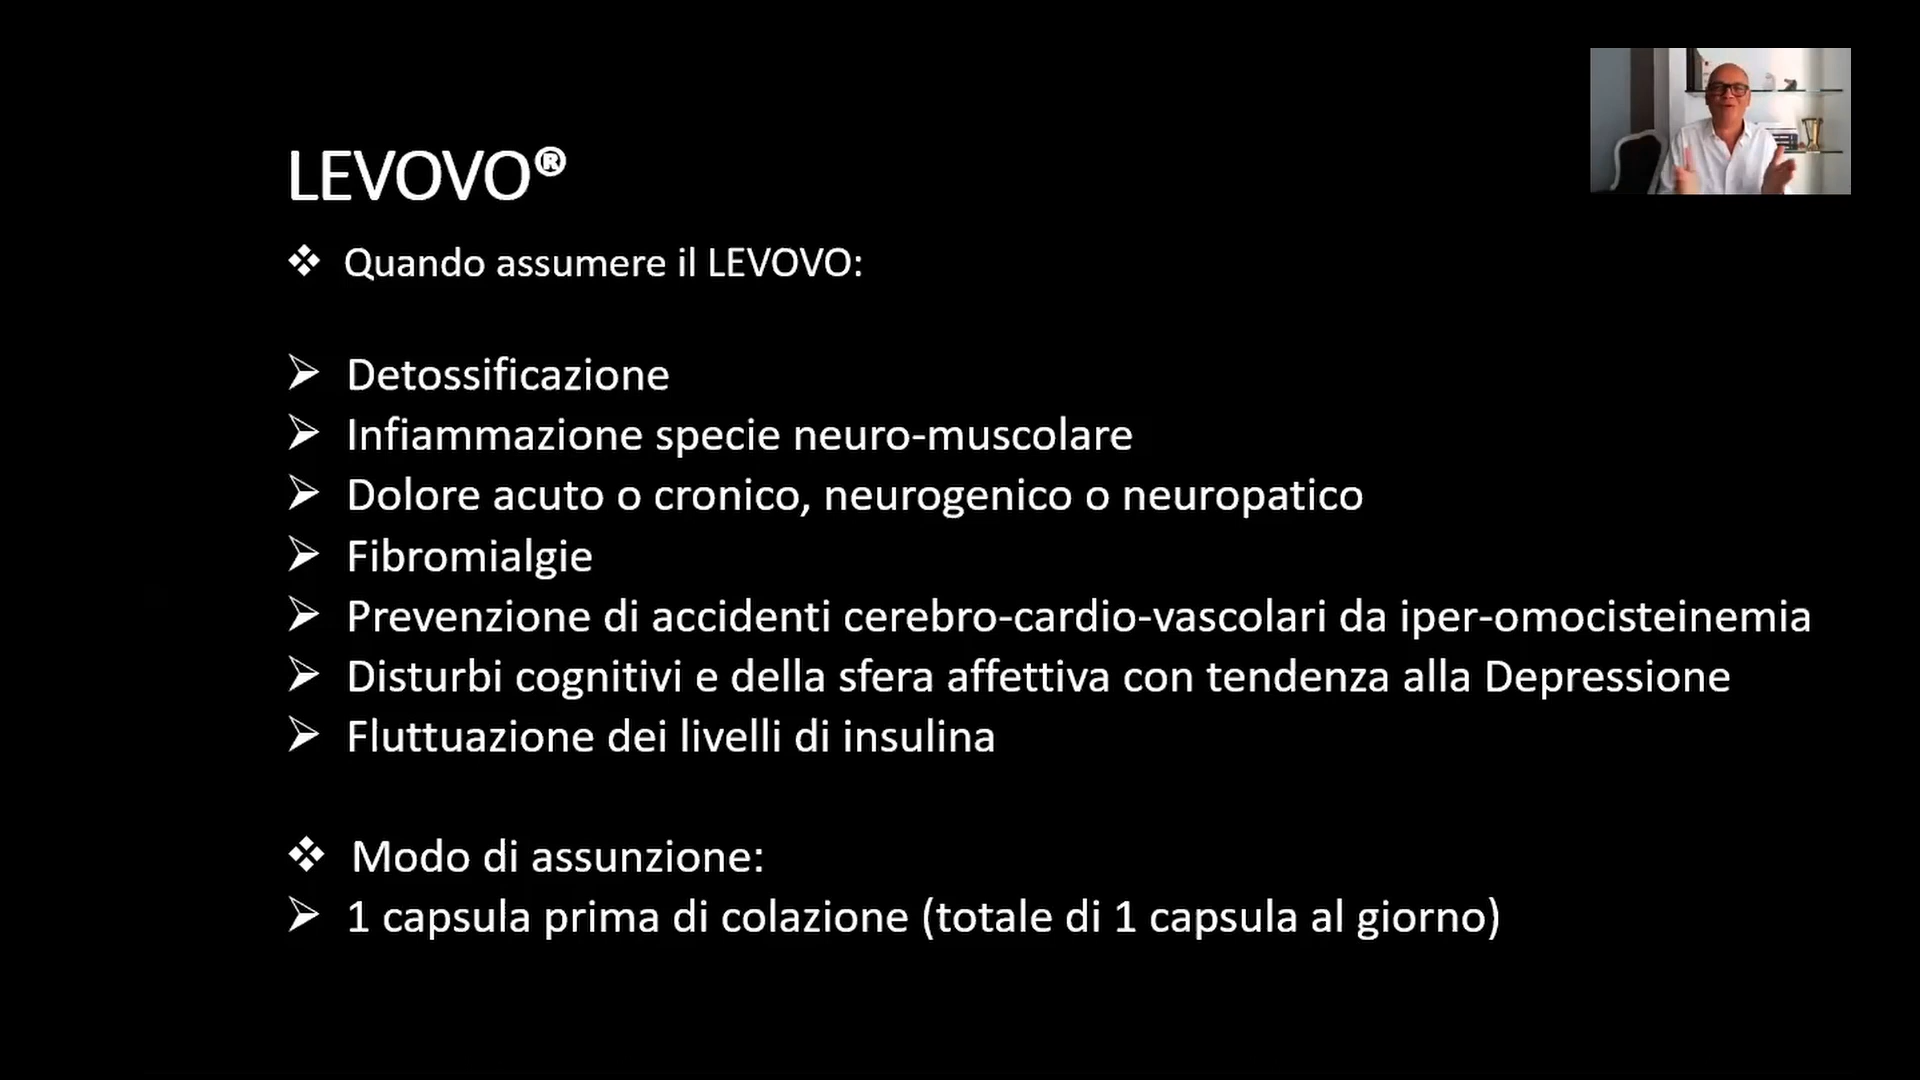 LEVOVO®
❖ Quando assumere il LEVOVO:
➢ Detossificazione
➢ Infiammazione specie neuro-muscolare
➢ Dolore acuto o cronico, neurogenico o neuropatico
➢ Fibromialgie
➢ Prevenzione di accidenti cerebro-cardio-vascolari da iper-omocisteinemia
➢ Disturbi cognitivi e della sfera affettiva con tendenza alla Depressione
➢ Fluttuazione dei livelli di insulina
❖ Modo di assunzione:
➢ 1 capsula prima di colazione (totale di 1 capsula al giorno)